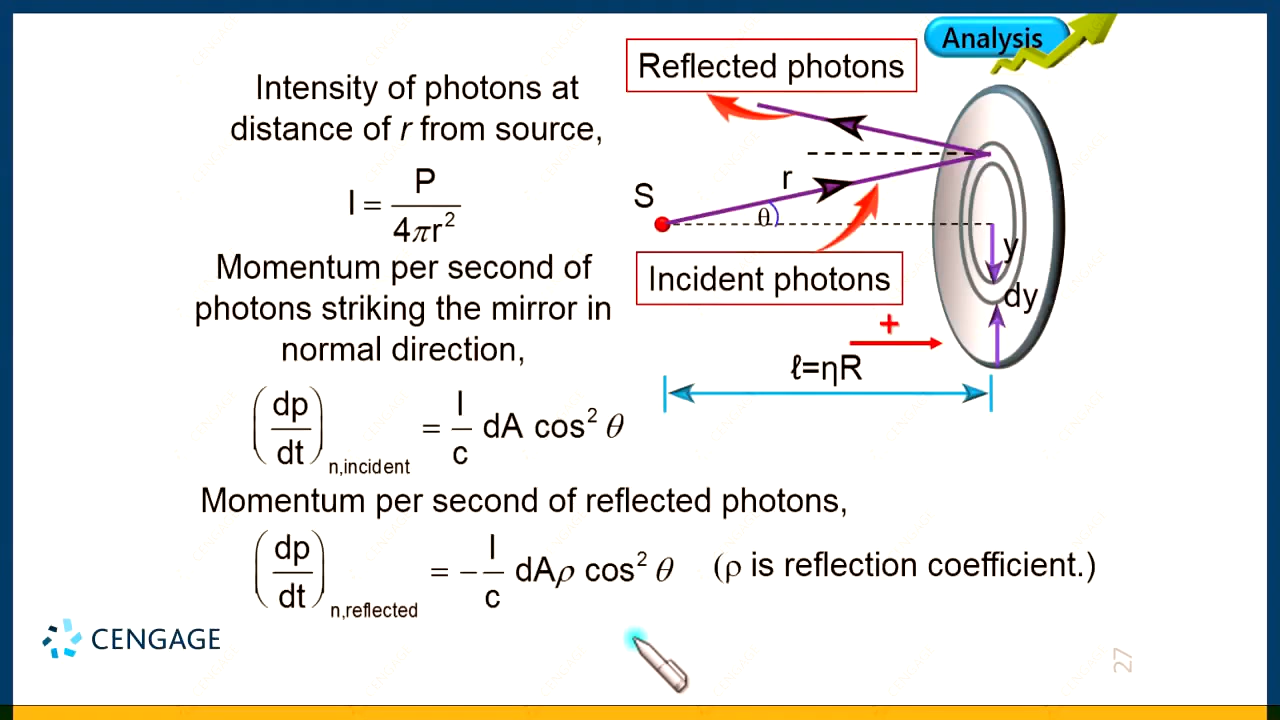 Analysis
Intensity of photons at
distance of r from source,
I = P / 4πr²
Momentum per second of
photons striking the mirror in
normal direction,
(dp/dt)n,incident = I/c dA cos² θ
Momentum per second of reflected photons,
(dp/dt)n,reflected = − I/c dAρ cos² θ (ρ is reflection coefficient.)
Reflected photons
r
S
θ
y
Incident photons
dy
+
ℓ=ηR
CENGAGE
27